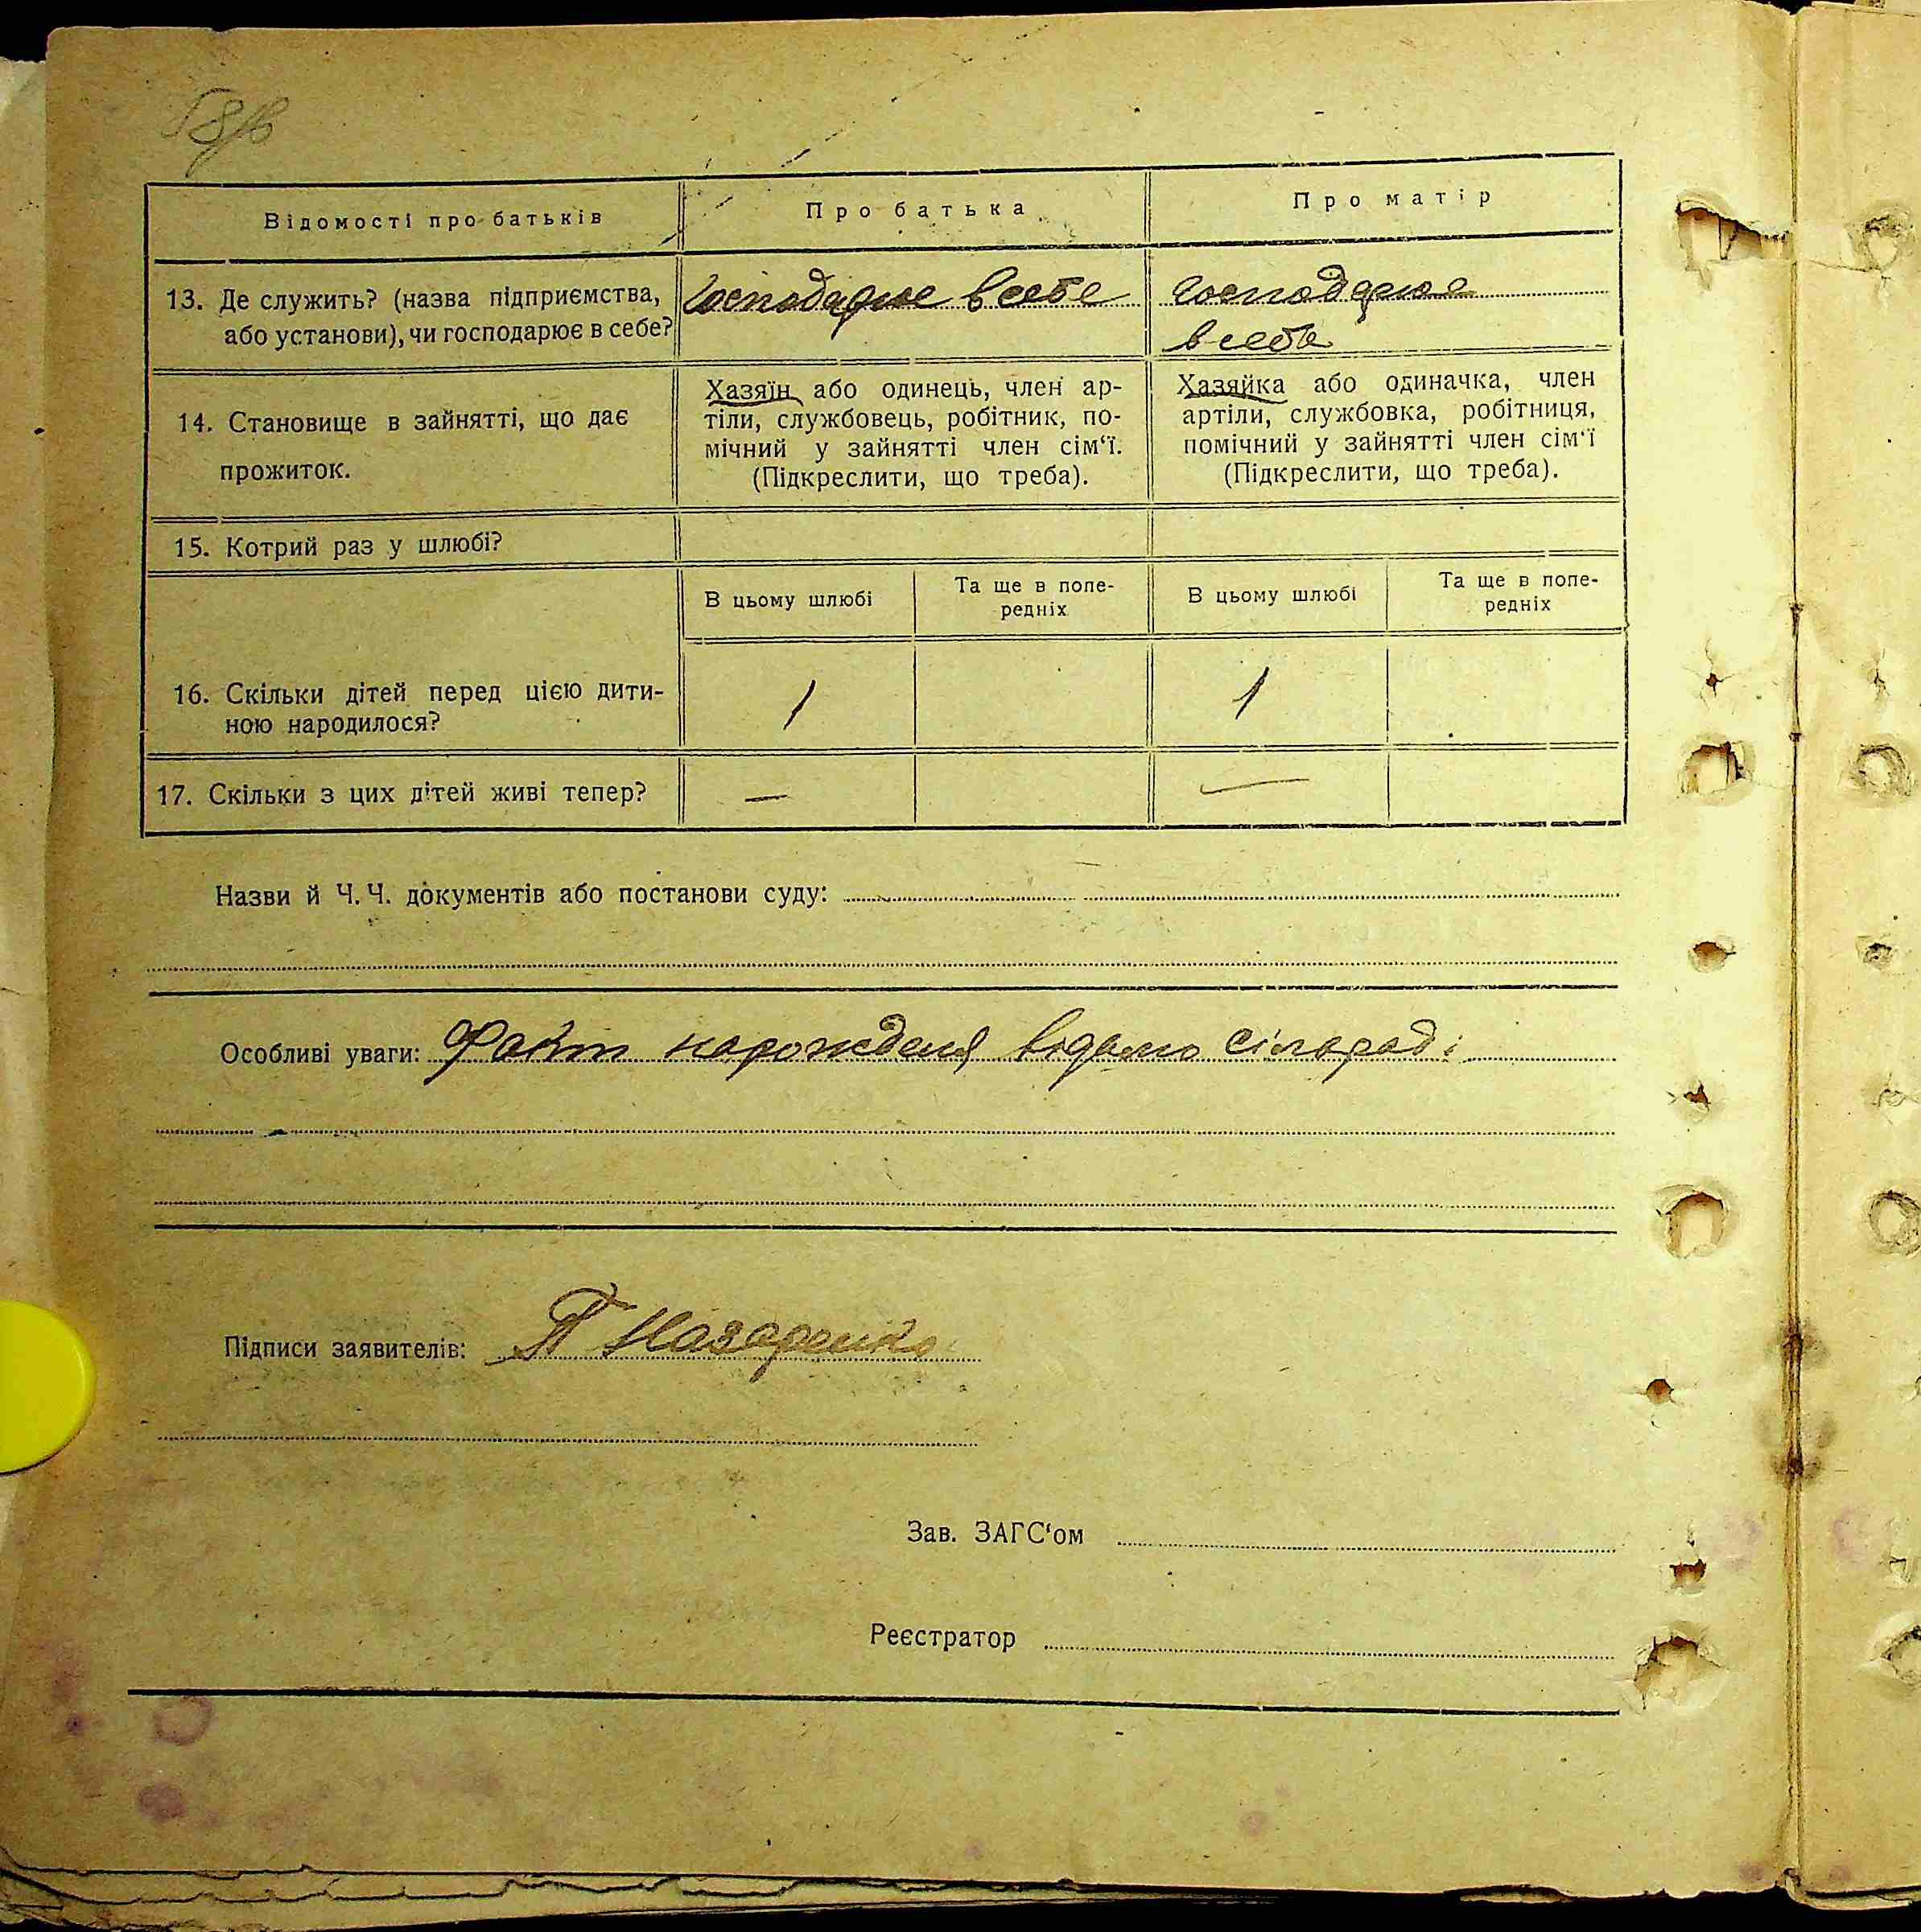 Відомості про батьків
Про батька
Про матір
13. Де служить? (назва підприємства,
або установи), чи господарює в себе?
Господарює в себе
Господарює
в себе
14. Становище в зайнятті, що дає
прожиток.
Хазяїн або одинець, член ар-
тіли, службовець, робітник, по-
мічний у зайнятті член сім‘ї.
(Підкреслити, що треба).
Хазяйка або одиначка, член
артіли, службовка, робітниця,
помічний у зайнятті член сім‘ї
(Підкреслити, що треба).
15. Котрий раз у шлюбі?
В цьому шлюбі
Та ще в попе-
редніх
В цьому шлюбі
Та ще в попе-
редніх
16. Скільки дітей перед цією дити-
ною народилося?
1
1
17. Скільки з цих дітей живі тепер?
—
—
Назви й Ч. Ч. документів або постанови суду:
Особливі уваги: Факт нарожденя відомо сілораді
Підписи заявителів: П Назаренко
Зав. ЗАГС‘ом
Реєстратор